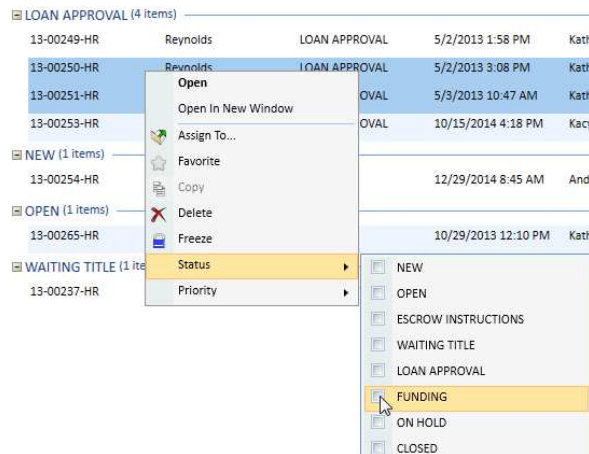 LOAN APPROVAL (4 items)
13-00249-HR Reynolds LOAN APPROVAL 5/2/2013 1:58 PM Kath
13-00250-HR Reynolds LOAN APPROVAL 5/2/2013 3:08 PM Kath
13-00251-HR OVAL 5/3/2013 10:47 AM Kath
13-00253-HR OVAL 10/15/2014 4:18 PM Kacy
NEW (1 items)
13-00254-HR 12/29/2014 8:45 AM And
OPEN (1 items)
13-00265-HR 10/29/2013 12:10 PM Kath
WAITING TITLE (1 ite
13-00237-HR
Open
Open In New Window
Assign To...
Favorite
Copy
Delete
Freeze
Status
Priority
NEW
OPEN
ESCROW INSTRUCTIONS
WAITING TITLE
LOAN APPROVAL
FUNDING
ON HOLD
CLOSED